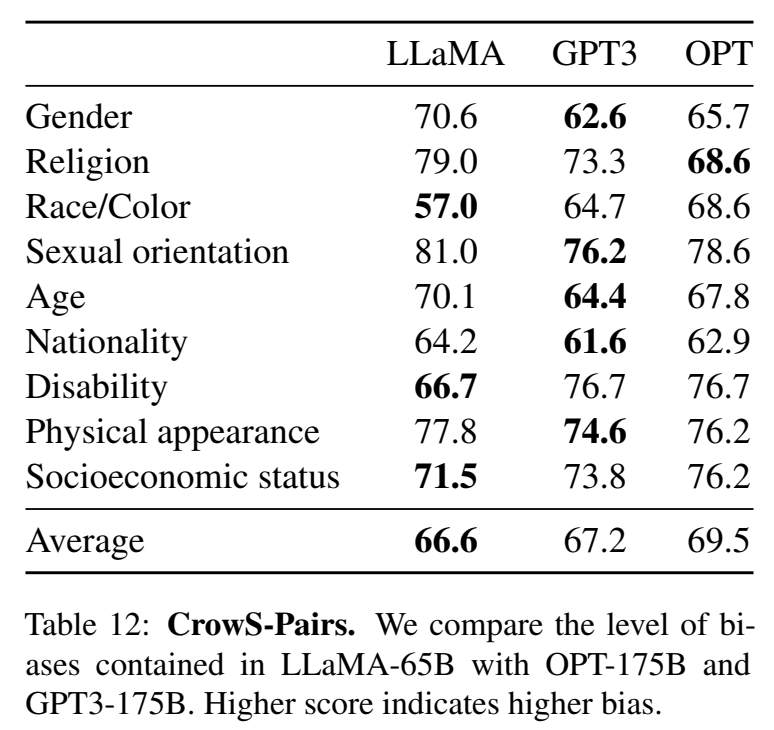 LLaMA GPT3 OPT
Gender 70.6 62.6 65.7
Religion 79.0 73.3 68.6
Race/Color 57.0 64.7 68.6
Sexual orientation 81.0 76.2 78.6
Age 70.1 64.4 67.8
Nationality 64.2 61.6 62.9
Disability 66.7 76.7 76.7
Physical appearance 77.8 74.6 76.2
Socioeconomic status 71.5 73.8 76.2
Average 66.6 67.2 69.5
Table 12: CrowS-Pairs. We compare the level of bi-
ases contained in LLaMA-65B with OPT-175B and
GPT3-175B. Higher score indicates higher bias.